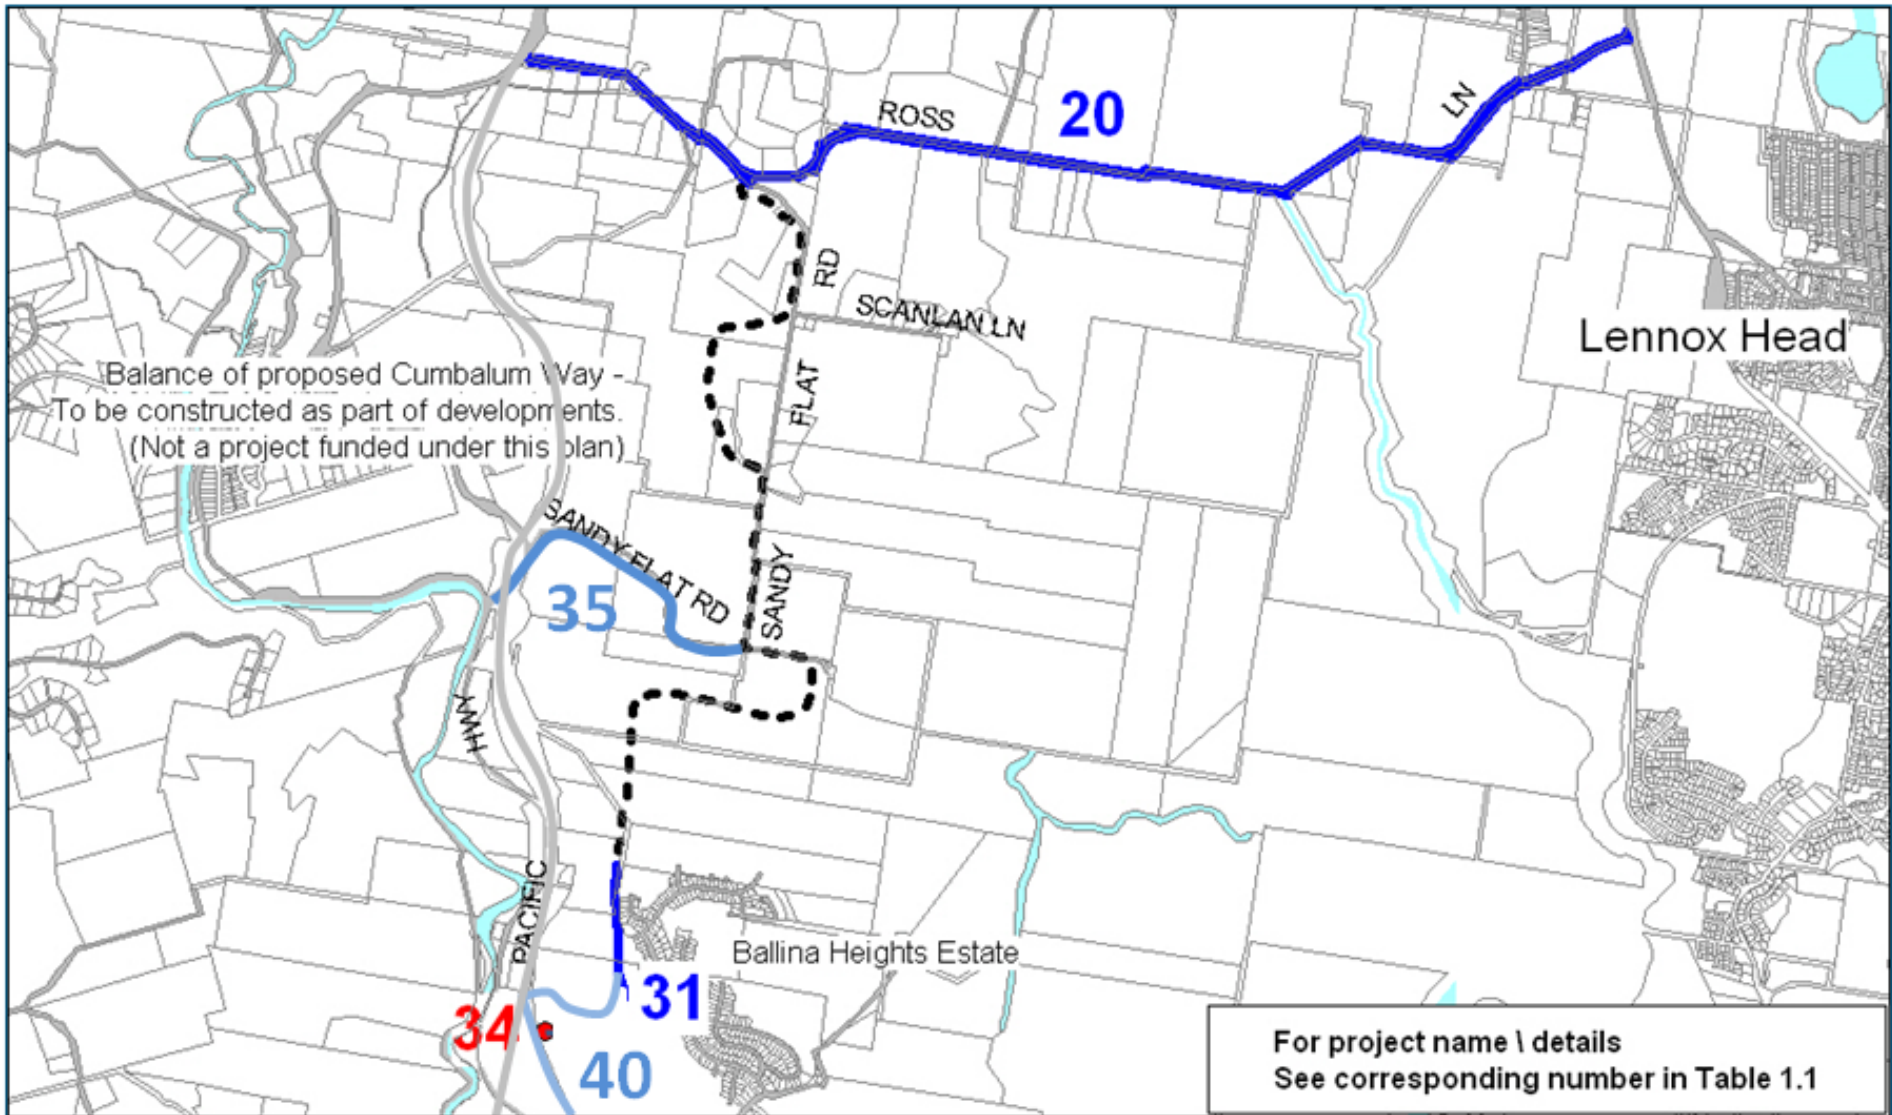 20
ROSS
LN
RD
SCANLAN LN
Lennox Head
Balance of proposed Cumbalum Way -
To be constructed as part of developments.
(Not a project funded under this plan)
FLAT
SANDY FLAT RD
35
SANDY
HWY
PACIFIC
Ballina Heights Estate
31
34
40
For project name \ details
See corresponding number in Table 1.1